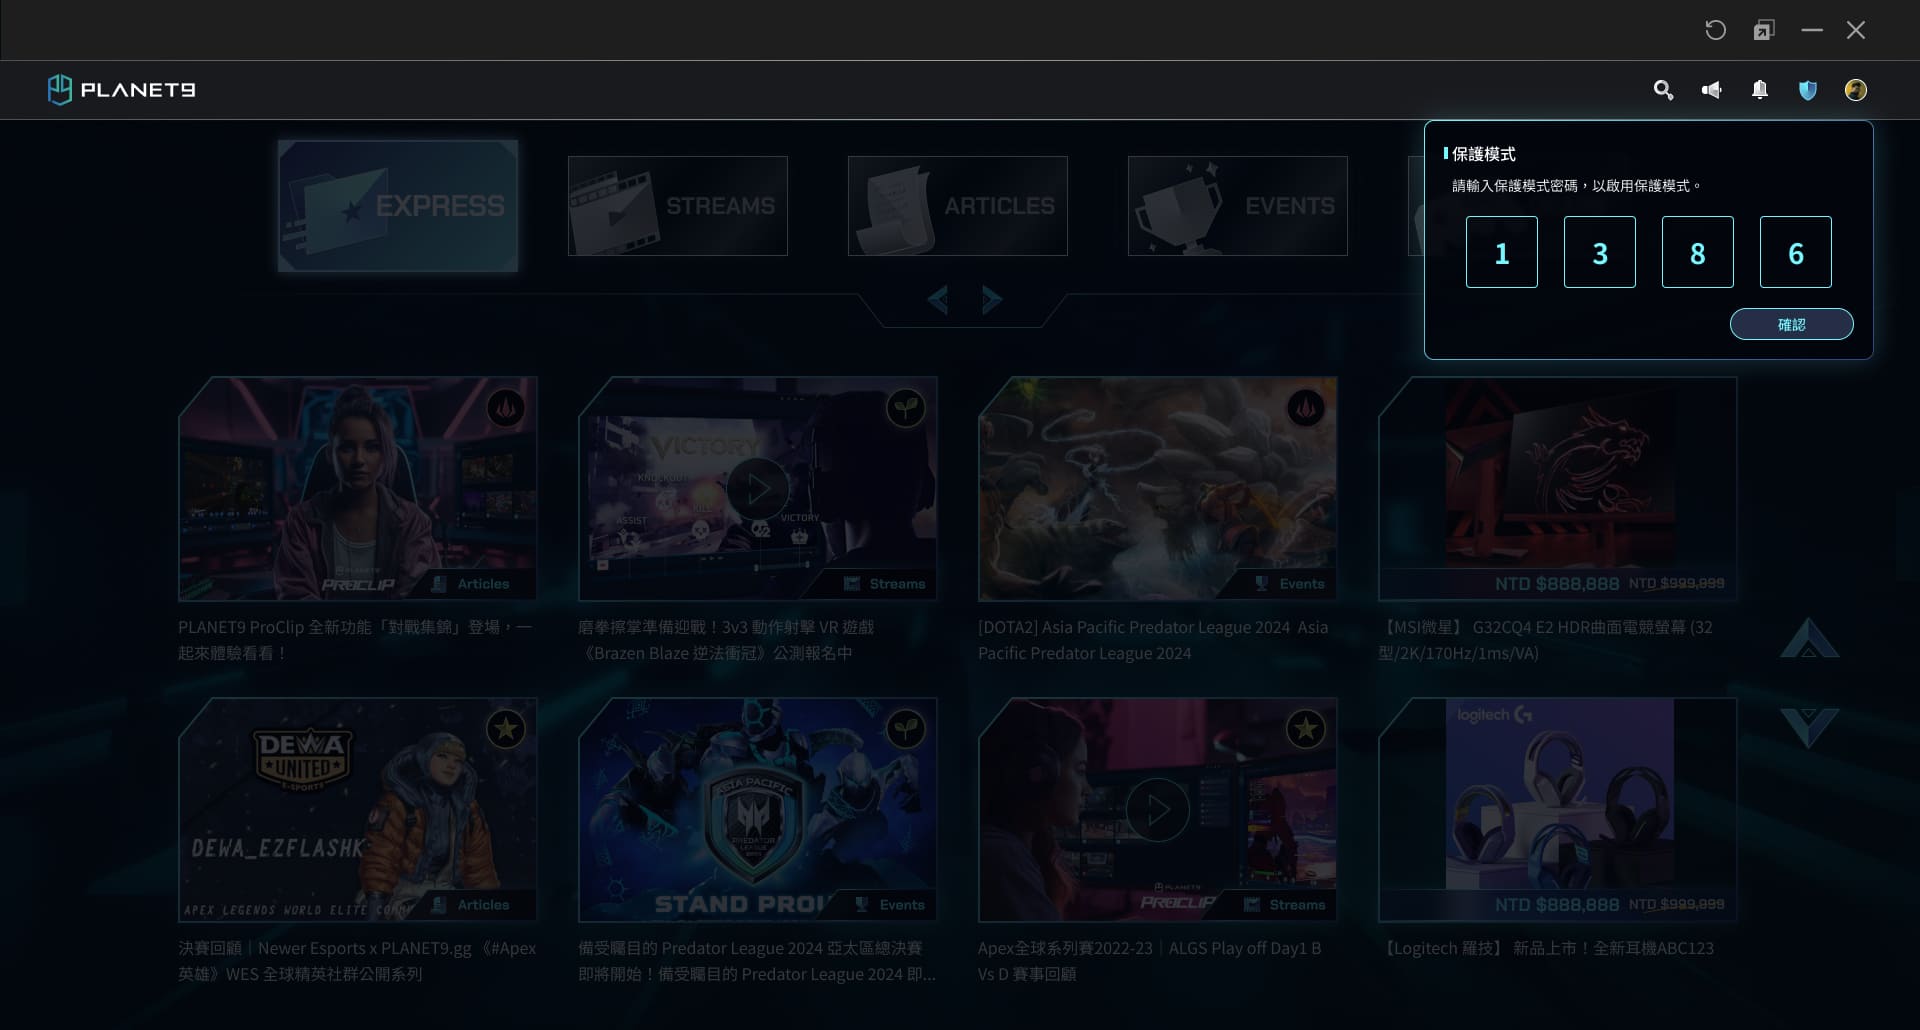 PLANET9
保護模式
請輸入保護模式密碼，以啟用保護模式。
1 3 8 6
確認
EXPRESS
STREAMS
ARTICLES
EVENTS
PLANET9
PROCLIP
Articles
PLANET9 ProClip 全新功能「對戰集錦」登場，一
起來體驗看看！
VICTORY
KNOCKOUT
KILL
ASSIST
VICTORY
Streams
磨拳擦掌準備迎戰！3v3 動作射擊 VR 遊戲
《Brazen Blaze 逆法衝冠》公測報名中
Events
[DOTA2] Asia Pacific Predator League 2024 Asia
Pacific Predator League 2024
NTD $888,888 NTD $999,999
【MSI微星】 G32CQ4 E2 HDR曲面電競螢幕 (32
型/2K/170Hz/1ms/VA)
DEWA
UNITED
E-SPORTS
DEWA_EZFLASHK
APEX LEGENDS WORLD ELITE COMM
Articles
決賽回顧｜Newer Esports x PLANET9.gg 《#Apex
英雄》WES 全球精英社群公開系列
ASIA PACIFIC
PREDATOR
LEAGUE
STAND PROU
Events
備受矚目的 Predator League 2024 亞太區總決賽
即將開始！備受矚目的 Predator League 2024 即...
PLANET9
PROCLIP
Streams
Apex全球系列賽2022-23｜ALGS Play off Day1 B
Vs D 賽事回顧
logitech G
NTD $888,888 NTD $999,999
【Logitech 羅技】 新品上市！全新耳機ABC123